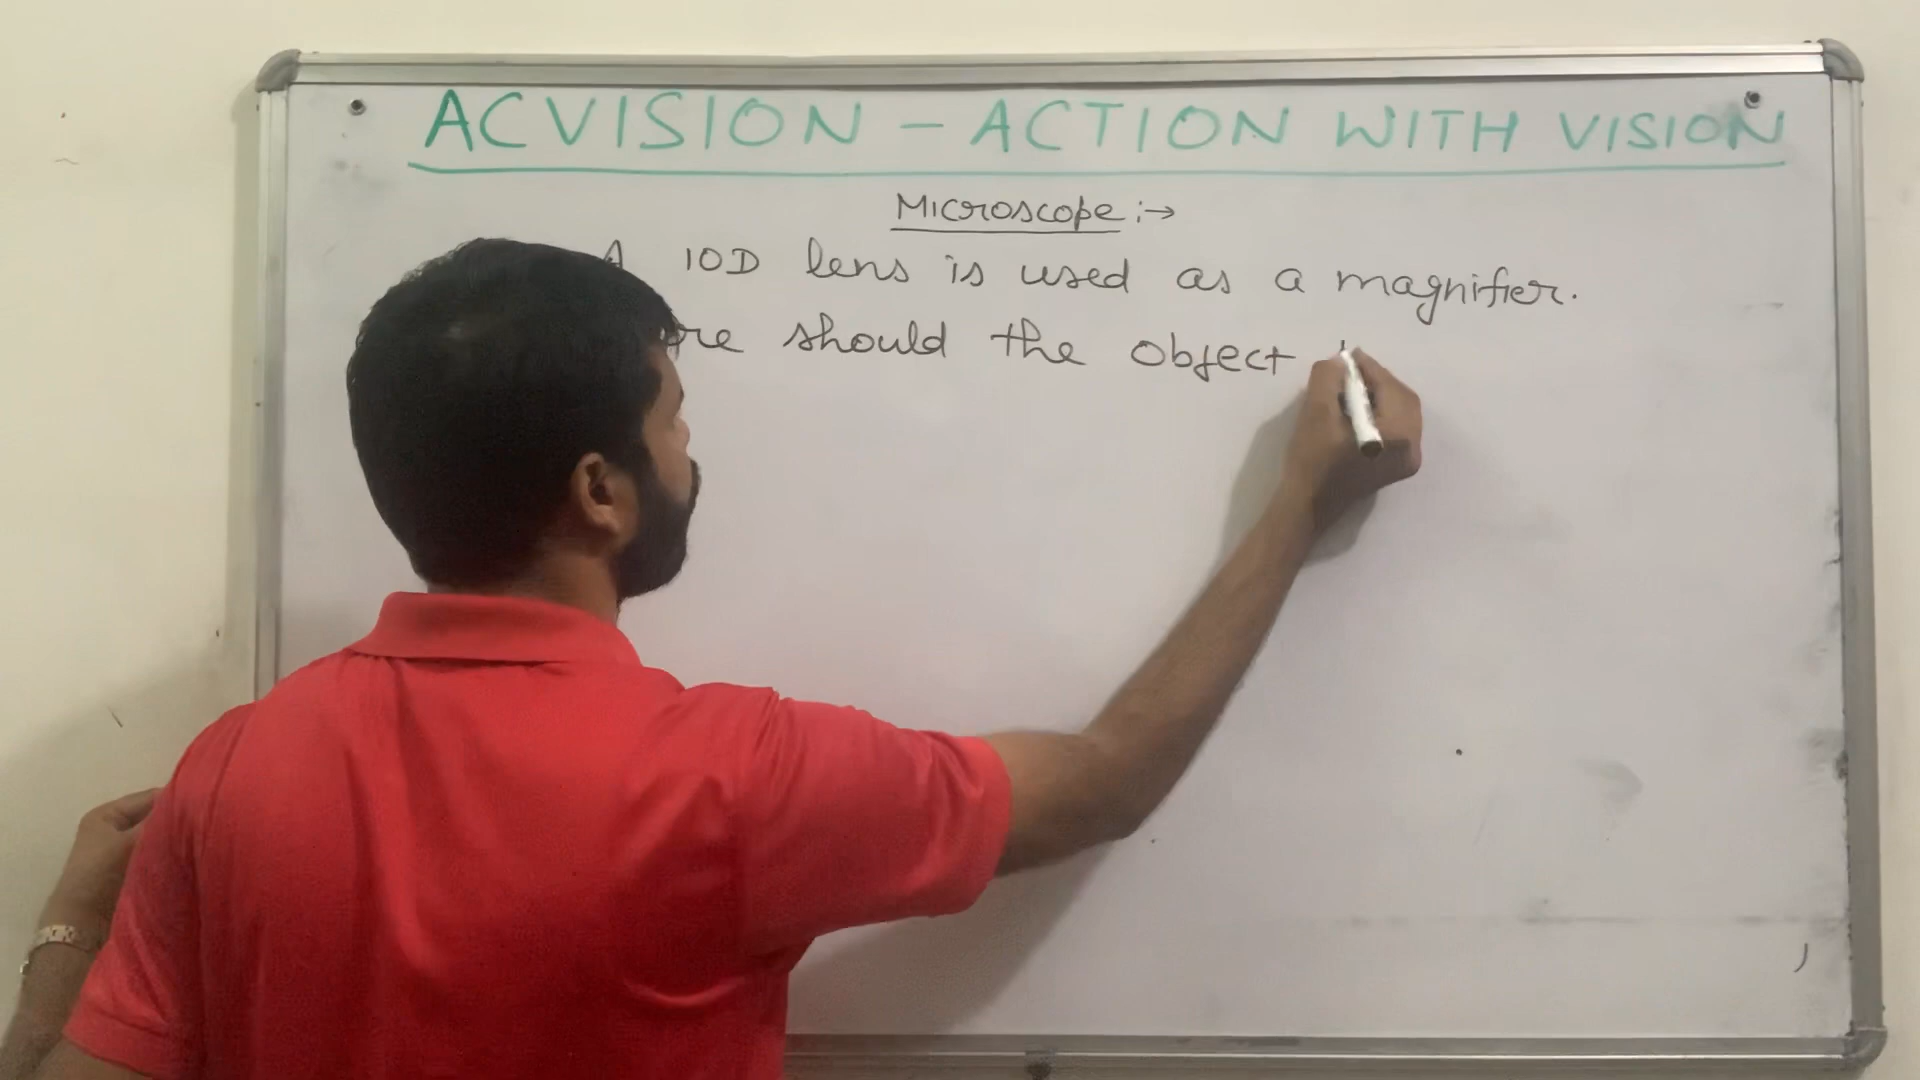 ACVISION - ACTION WITH VISION
Microscope :→
A 10D lens is used as a magnifier.
should the object